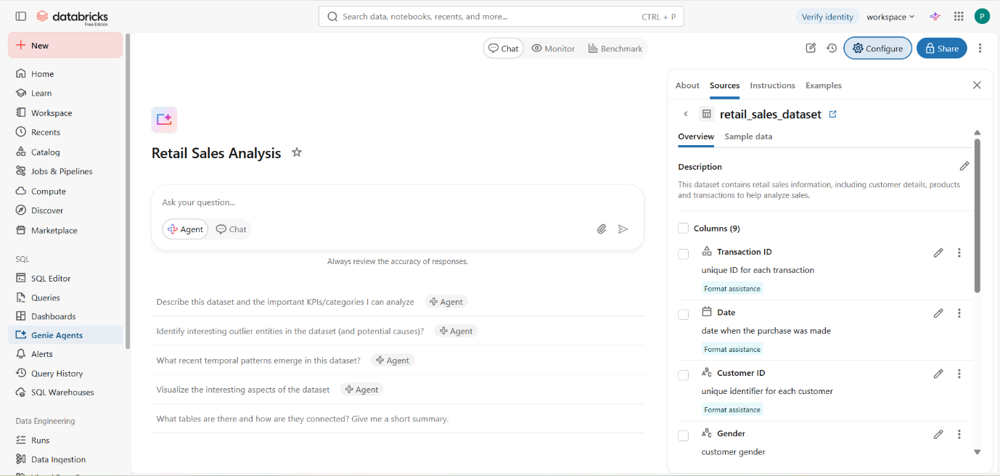 databricks
Free Edition
Search data, notebooks, recents, and more...
CTRL + P
Verify identity
workspace
P
New
Home
Learn
Workspace
Recents
Catalog
Jobs & Pipelines
Compute
Discover
Marketplace
SQL
SQL Editor
Queries
Dashboards
Genie Agents
Alerts
Query History
SQL Warehouses
Data Engineering
Runs
Data Ingestion
Chat
Monitor
Benchmark
Configure
Share
Retail Sales Analysis
Ask your question...
Agent
Chat
Always review the accuracy of responses.
Describe this dataset and the important KPIs/categories I can analyze Agent
Identify interesting outlier entities in the dataset (and potential causes)? Agent
What recent temporal patterns emerge in this dataset? Agent
Visualize the interesting aspects of the dataset Agent
What tables are there and how are they connected? Give me a short summary.
About
Sources
Instructions
Examples
retail_sales_dataset
Overview
Sample data
Description
This dataset contains retail sales information, including customer details, products
and transactions to help analyze sales.
Columns (9)
Transaction ID
unique ID for each transaction
Format assistance
Date
date when the purchase was made
Format assistance
Customer ID
unique identifier for each customer
Format assistance
Gender
customer gender